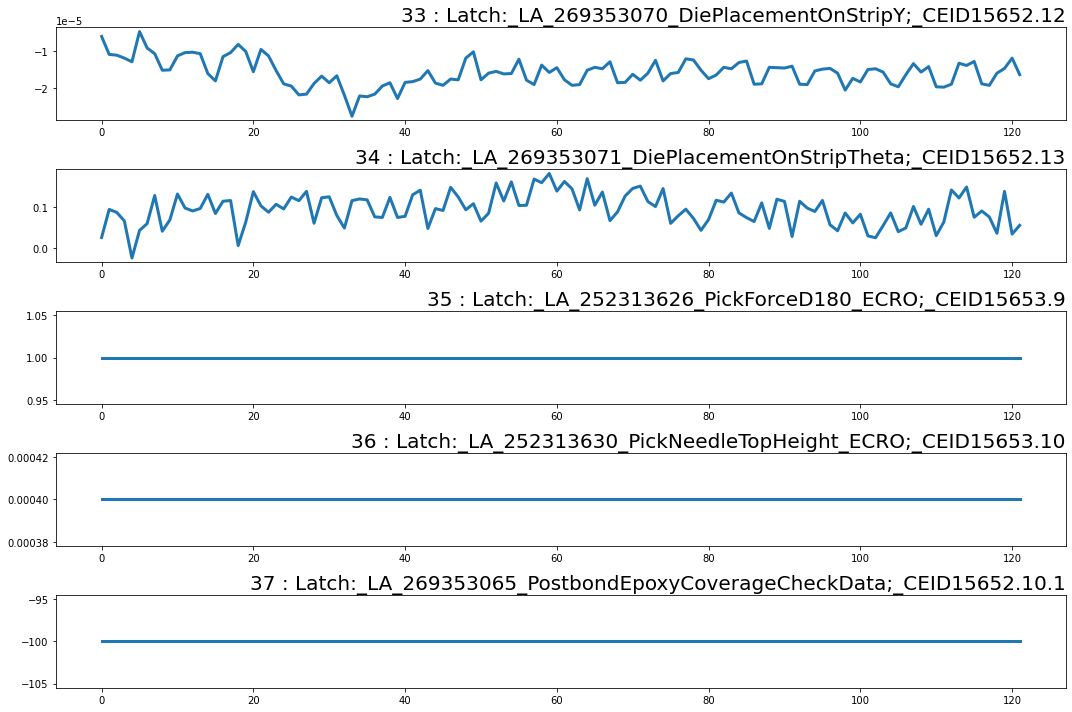 33 : Latch:_LA_269353070_DiePlacementOnStripY;_CEID15652.12
1e−5
−1
−2
0 20 40 60 80 100 120
34 : Latch:_LA_269353071_DiePlacementOnStripTheta;_CEID15652.13
0.1
0.0
0 20 40 60 80 100 120
35 : Latch:_LA_252313626_PickForceD180_ECRO;_CEID15653.9
1.05
1.00
0.95
0 20 40 60 80 100 120
36 : Latch:_LA_252313630_PickNeedleTopHeight_ECRO;_CEID15653.10
0.00042
0.00040
0.00038
0 20 40 60 80 100 120
37 : Latch:_LA_269353065_PostbondEpoxyCoverageCheckData;_CEID15652.10.1
−95
−100
−105
0 20 40 60 80 100 120